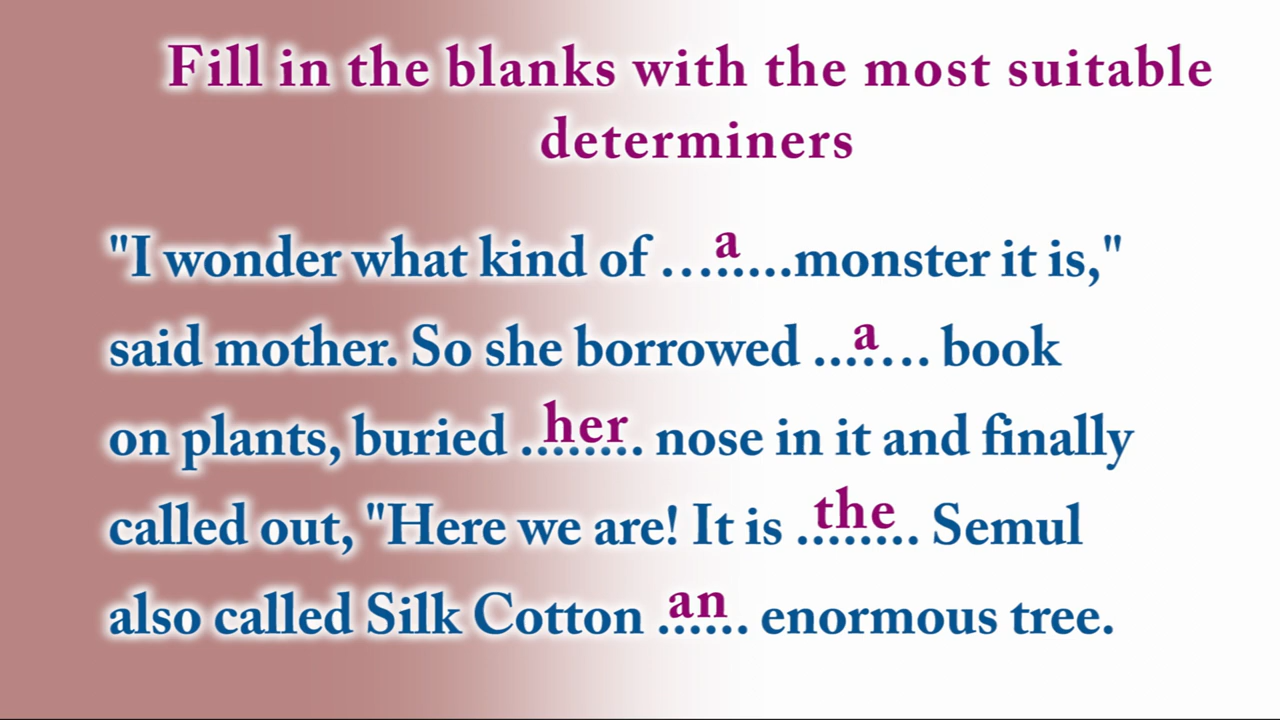 Fill in the blanks with the most suitable
determiners
"I wonder what kind of ...a.....monster it is,"
said mother. So she borrowed ...a.... book
on plants, buried ..her.. nose in it and finally
called out, "Here we are! It is ..the.. Semul
also called Silk Cotton ..an.. enormous tree.